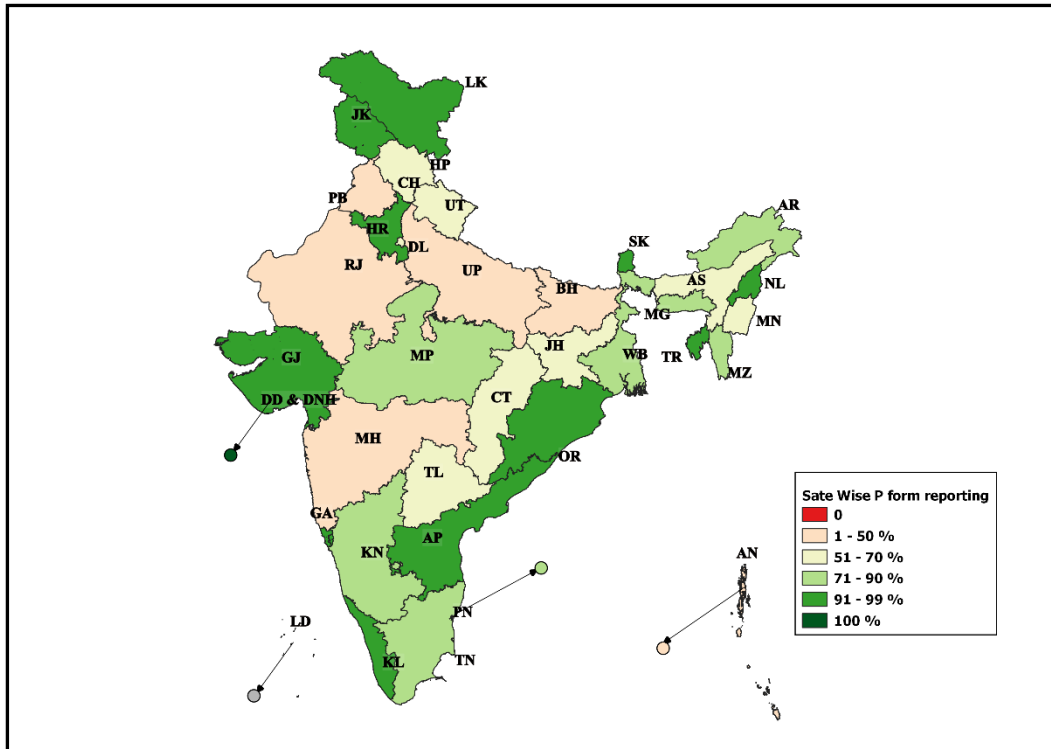 LK
JK
HP
CH
PB
UT
AR
HR
SK
DL
RJ
UP
AS
NL
BH
MG
MN
JH
TR
WB
GJ
MP
MZ
DD & DNH
CT
MH
OR
TL
GA
AP
KN
AN
PN
LD
KL
TN
Sate Wise P form reporting
0
1 - 50 %
51 - 70 %
71 - 90 %
91 - 99 %
100 %